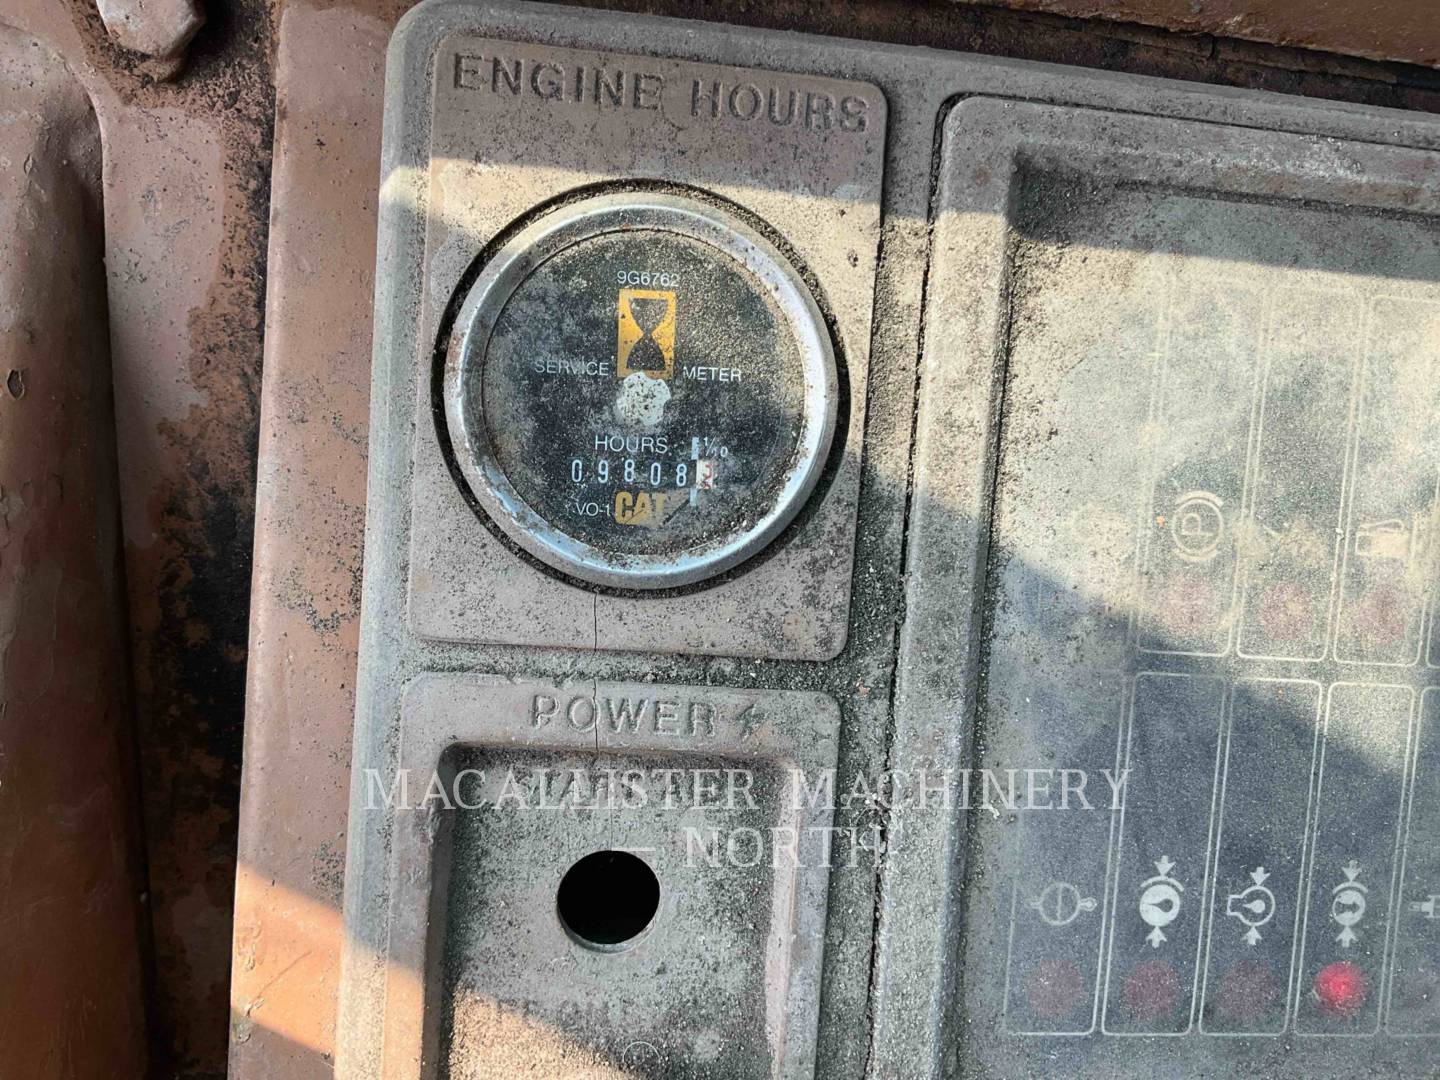 ENGINE HOURS
9G6762
SERVICE METER
HOURS 1/10
09808
VO-1 CAT
P
POWER
MACALLISTER MACHINERY
— NORTH —